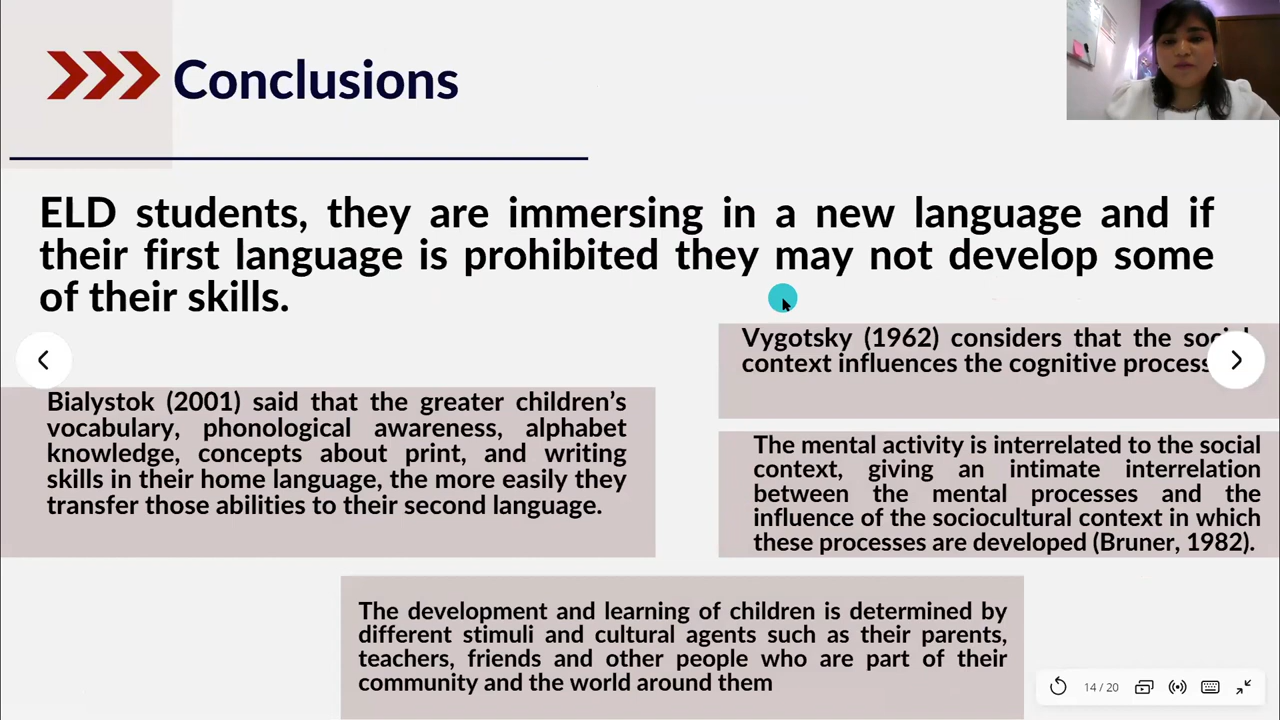 Conclusions
ELD students, they are immersing in a new language and if
their first language is prohibited they may not develop some
of their skills.
Vygotsky (1962) considers that the social
context influences the cognitive process
Bialystok (2001) said that the greater children's
vocabulary, phonological awareness, alphabet
knowledge, concepts about print, and writing
skills in their home language, the more easily they
transfer those abilities to their second language.
The mental activity is interrelated to the social
context, giving an intimate interrelation
between the mental processes and the
influence of the sociocultural context in which
these processes are developed (Bruner, 1982).
The development and learning of children is determined by
different stimuli and cultural agents such as their parents,
teachers, friends and other people who are part of their
community and the world around them
14 / 20